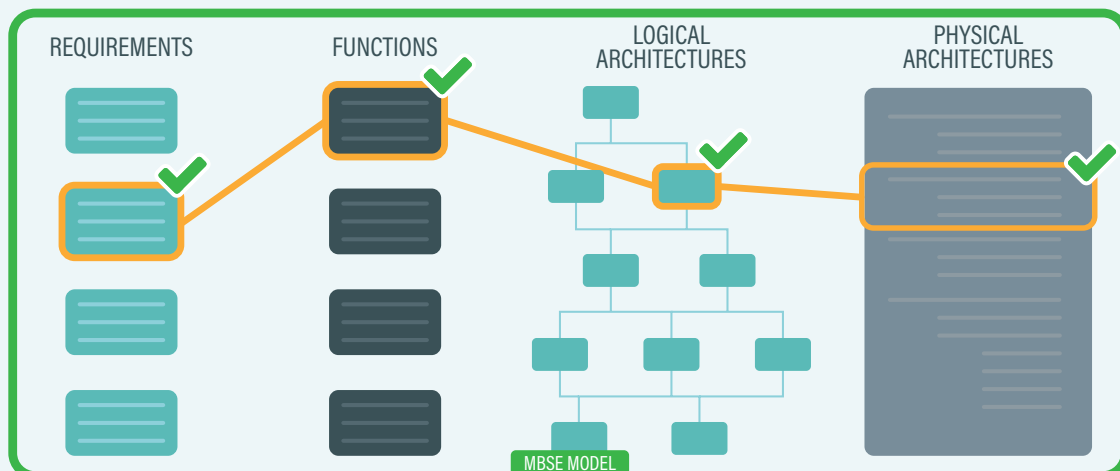 REQUIREMENTS
FUNCTIONS
LOGICAL
ARCHITECTURES
PHYSICAL
ARCHITECTURES
MBSE MODEL